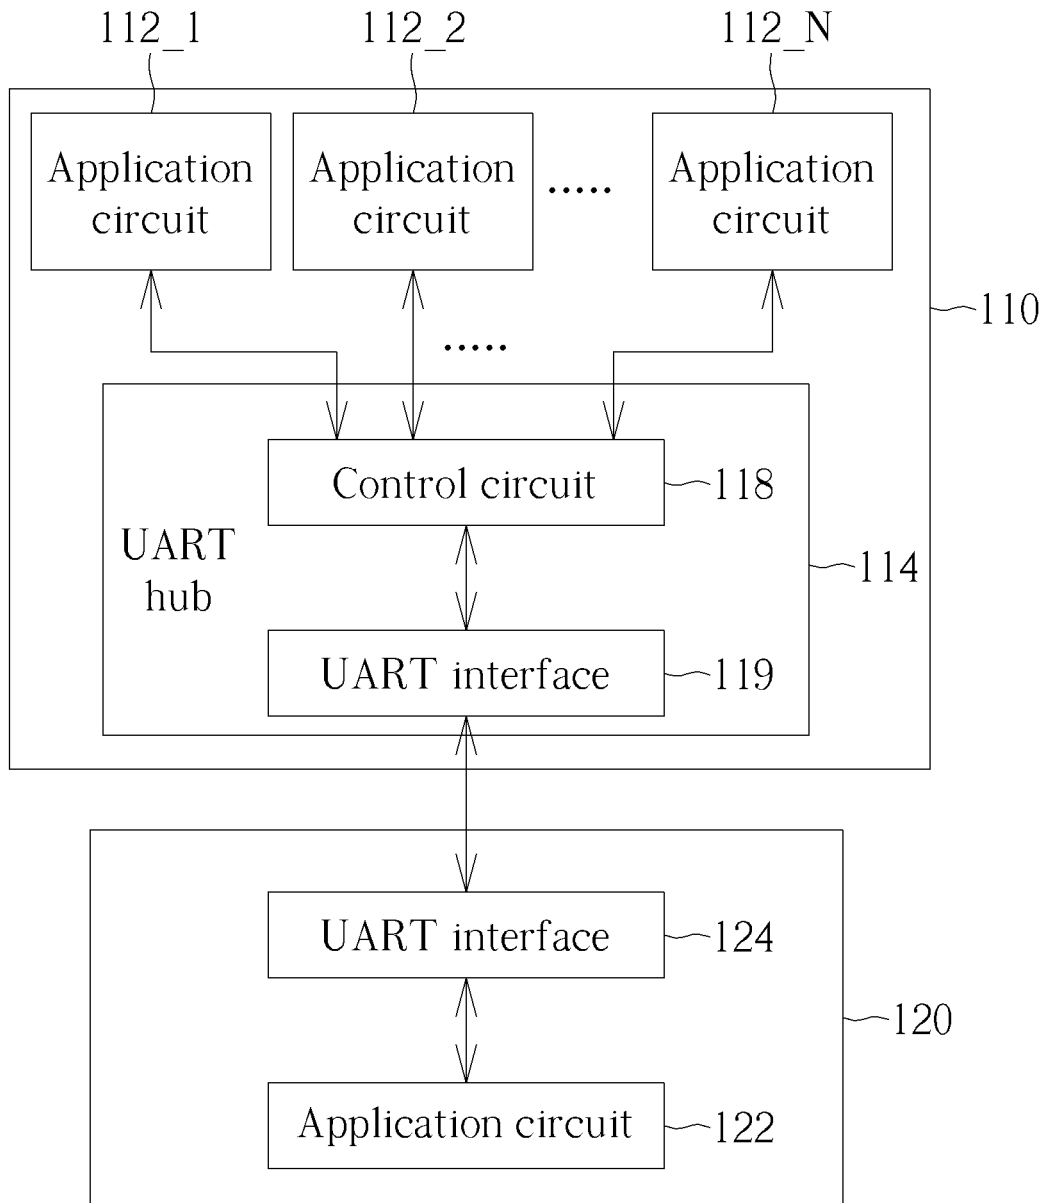 112_1
112_2
112_N
Application
circuit
Application
circuit
.....
Application
circuit
110
.....
Control circuit
118
UART
hub
114
UART interface
119
UART interface
124
120
Application circuit
122